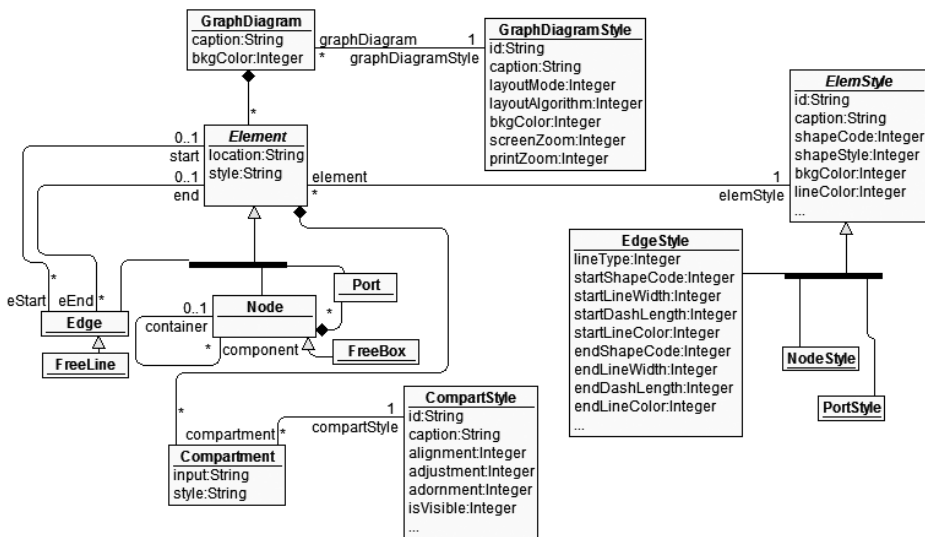 GraphDiagram
caption:String
bkgColor:Integer
graphDiagram
*
1
graphDiagramStyle
GraphDiagramStyle
id:String
caption:String
layoutMode:Integer
layoutAlgorithm:Integer
bkgColor:Integer
screenZoom:Integer
printZoom:Integer
*
Element
location:String
style:String
0..1
start
0..1
end
element
*
1
elemStyle
ElemStyle
id:String
caption:String
shapeCode:Integer
shapeStyle:Integer
bkgColor:Integer
lineColor:Integer
...
EdgeStyle
lineType:Integer
startShapeCode:Integer
startLineWidth:Integer
startDashLength:Integer
startLineColor:Integer
endShapeCode:Integer
endLineWidth:Integer
endDashLength:Integer
endLineColor:Integer
...
NodeStyle
PortStyle
*
eStart
eEnd
*
Edge
FreeLine
0..1
container
*
component
Node
Port
*
FreeBox
*
compartment
*
1
compartStyle
Compartment
input:String
style:String
CompartStyle
id:String
caption:String
alignment:Integer
adjustment:Integer
adornment:Integer
isVisible:Integer
...